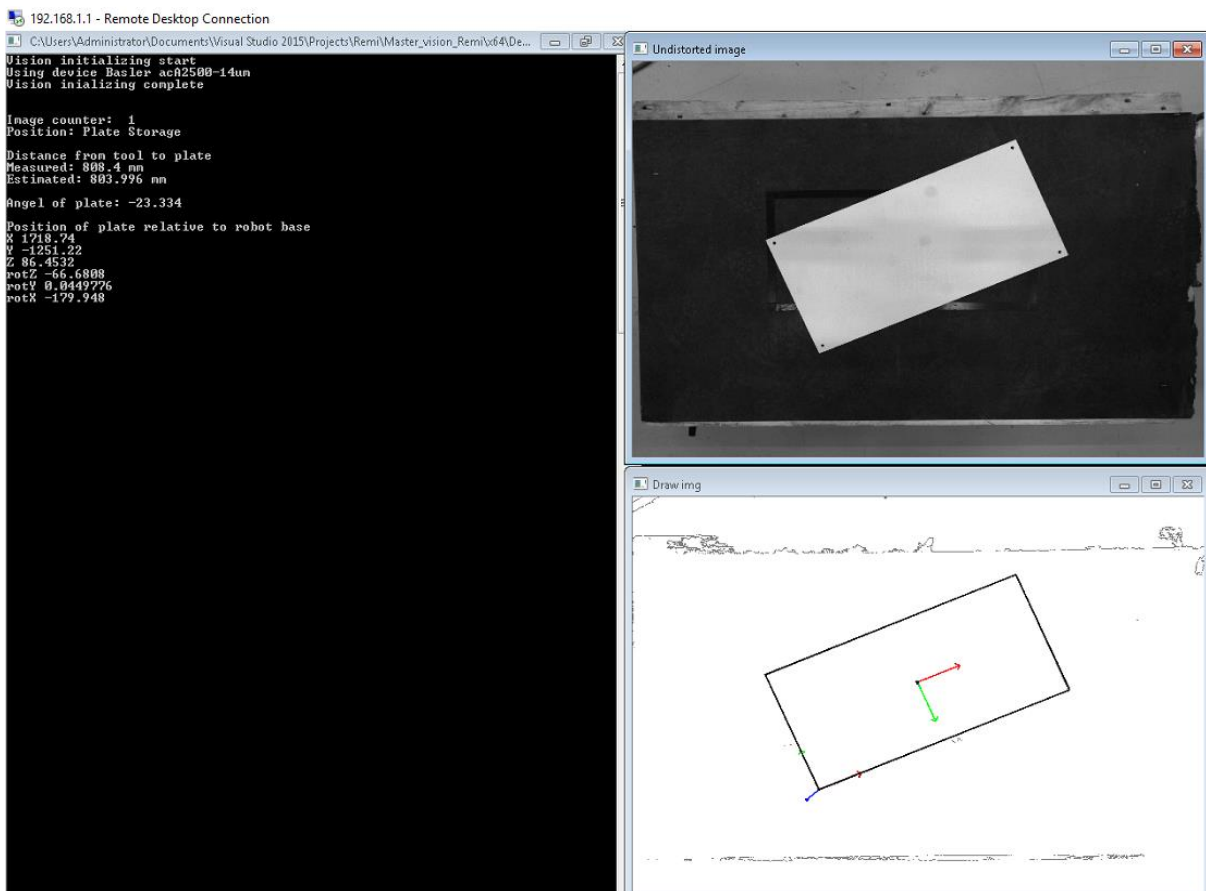 192.168.1.1 - Remote Desktop Connection
C:\Users\Administrator\Documents\Visual Studio 2015\Projects\Remi\Master_vision_Remi\x64\De...
Vision initializing start
Using device Basler acA2500-14um
Vision inializing complete
Image counter: 1
Position: Plate Storage
Distance from tool to plate
Measured: 808.4 mm
Estimated: 803.996 mm
Angel of plate: -23.334
Position of plate relative to robot base
X 1718.74
Y -1251.22
Z 86.4532
rotZ -66.6808
rotY 0.0449776
rotX -179.948
Undistorted image
Draw img